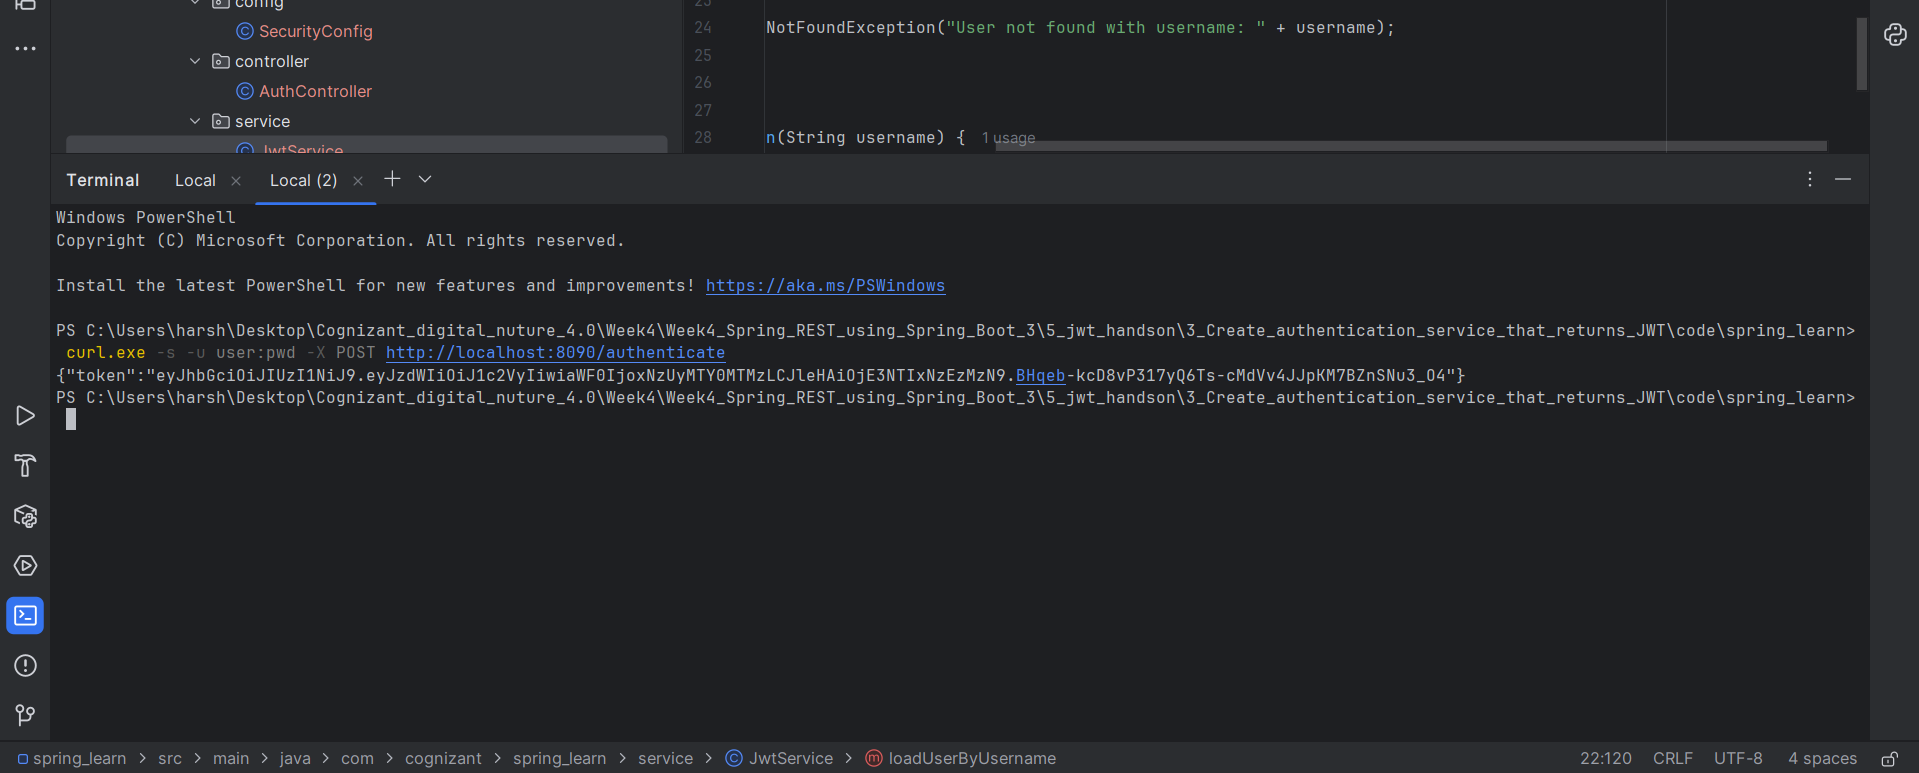 config
SecurityConfig
controller
AuthController
service
JwtService
23
24 NotFoundException("User not found with username: " + username);
25
26
27
28 n(String username) { 1 usage
Terminal Local Local (2)
Windows PowerShell
Copyright (C) Microsoft Corporation. All rights reserved.
Install the latest PowerShell for new features and improvements! https://aka.ms/PSWindows
PS C:\Users\harsh\Desktop\Cognizant_digital_nuture_4.0\Week4\Week4_Spring_REST_using_Spring_Boot_3\5_jwt_handson\3_Create_authentication_service_that_returns_JWT\code\spring_learn>
curl.exe -s -u user:pwd -X POST http://localhost:8090/authenticate
{"token":"eyJhbGciOiJIUzI1NiJ9.eyJzdWIiOiJ1c2VyIiwiaWF0IjoxNzUyMTY0MTMzLCJleHAiOjE3NTIxNzEzMzN9.BHqeb-kcD8vP317yQ6Ts-cMdVv4JJpKM7BZnSNu3_O4"}
PS C:\Users\harsh\Desktop\Cognizant_digital_nuture_4.0\Week4\Week4_Spring_REST_using_Spring_Boot_3\5_jwt_handson\3_Create_authentication_service_that_returns_JWT\code\spring_learn>
spring_learn > src > main > java > com > cognizant > spring_learn > service > JwtService > loadUserByUsername 22:120 CRLF UTF-8 4 spaces